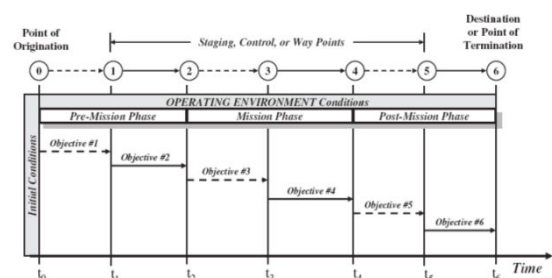 Point of
Origination
Destination
or Point of
Termination
Staging, Control, or Way Points
0
1
2
3
4
5
6
OPERATING ENVIRONMENT Conditions
Pre-Mission Phase
Mission Phase
Post-Mission Phase
Initial Conditions
Objective #1
Objective #2
Objective #3
Objective #4
Objective #5
Objective #6
t0
t1
t2
t3
t4
t5
t6
Time